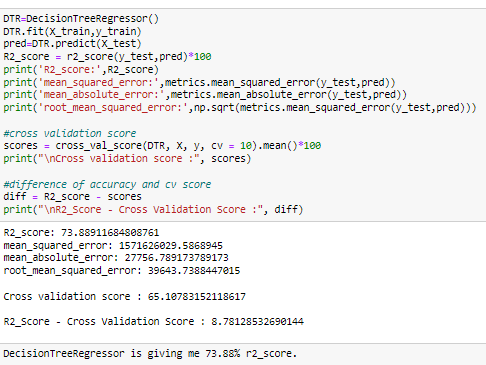 DTR=DecisionTreeRegressor()
DTR.fit(X_train,y_train)
pred=DTR.predict(X_test)
R2_score = r2_score(y_test,pred)*100
print('R2_score:',R2_score)
print('mean_squared_error:',metrics.mean_squared_error(y_test,pred))
print('mean_absolute_error:',metrics.mean_absolute_error(y_test,pred))
print('root_mean_squared_error:',np.sqrt(metrics.mean_squared_error(y_test,pred)))
#cross validation score
scores = cross_val_score(DTR, X, y, cv = 10).mean()*100
print("\nCross validation score :", scores)
#difference of accuracy and cv score
diff = R2_score - scores
print("\nR2_Score - Cross Validation Score :", diff)
R2_score: 73.88911684808761
mean_squared_error: 1571626029.5868945
mean_absolute_error: 27756.789173789173
root_mean_squared_error: 39643.7388447015
Cross validation score : 65.10783152118617
R2_Score - Cross Validation Score : 8.78128532690144
DecisionTreeRegressor is giving me 73.88% r2_score.